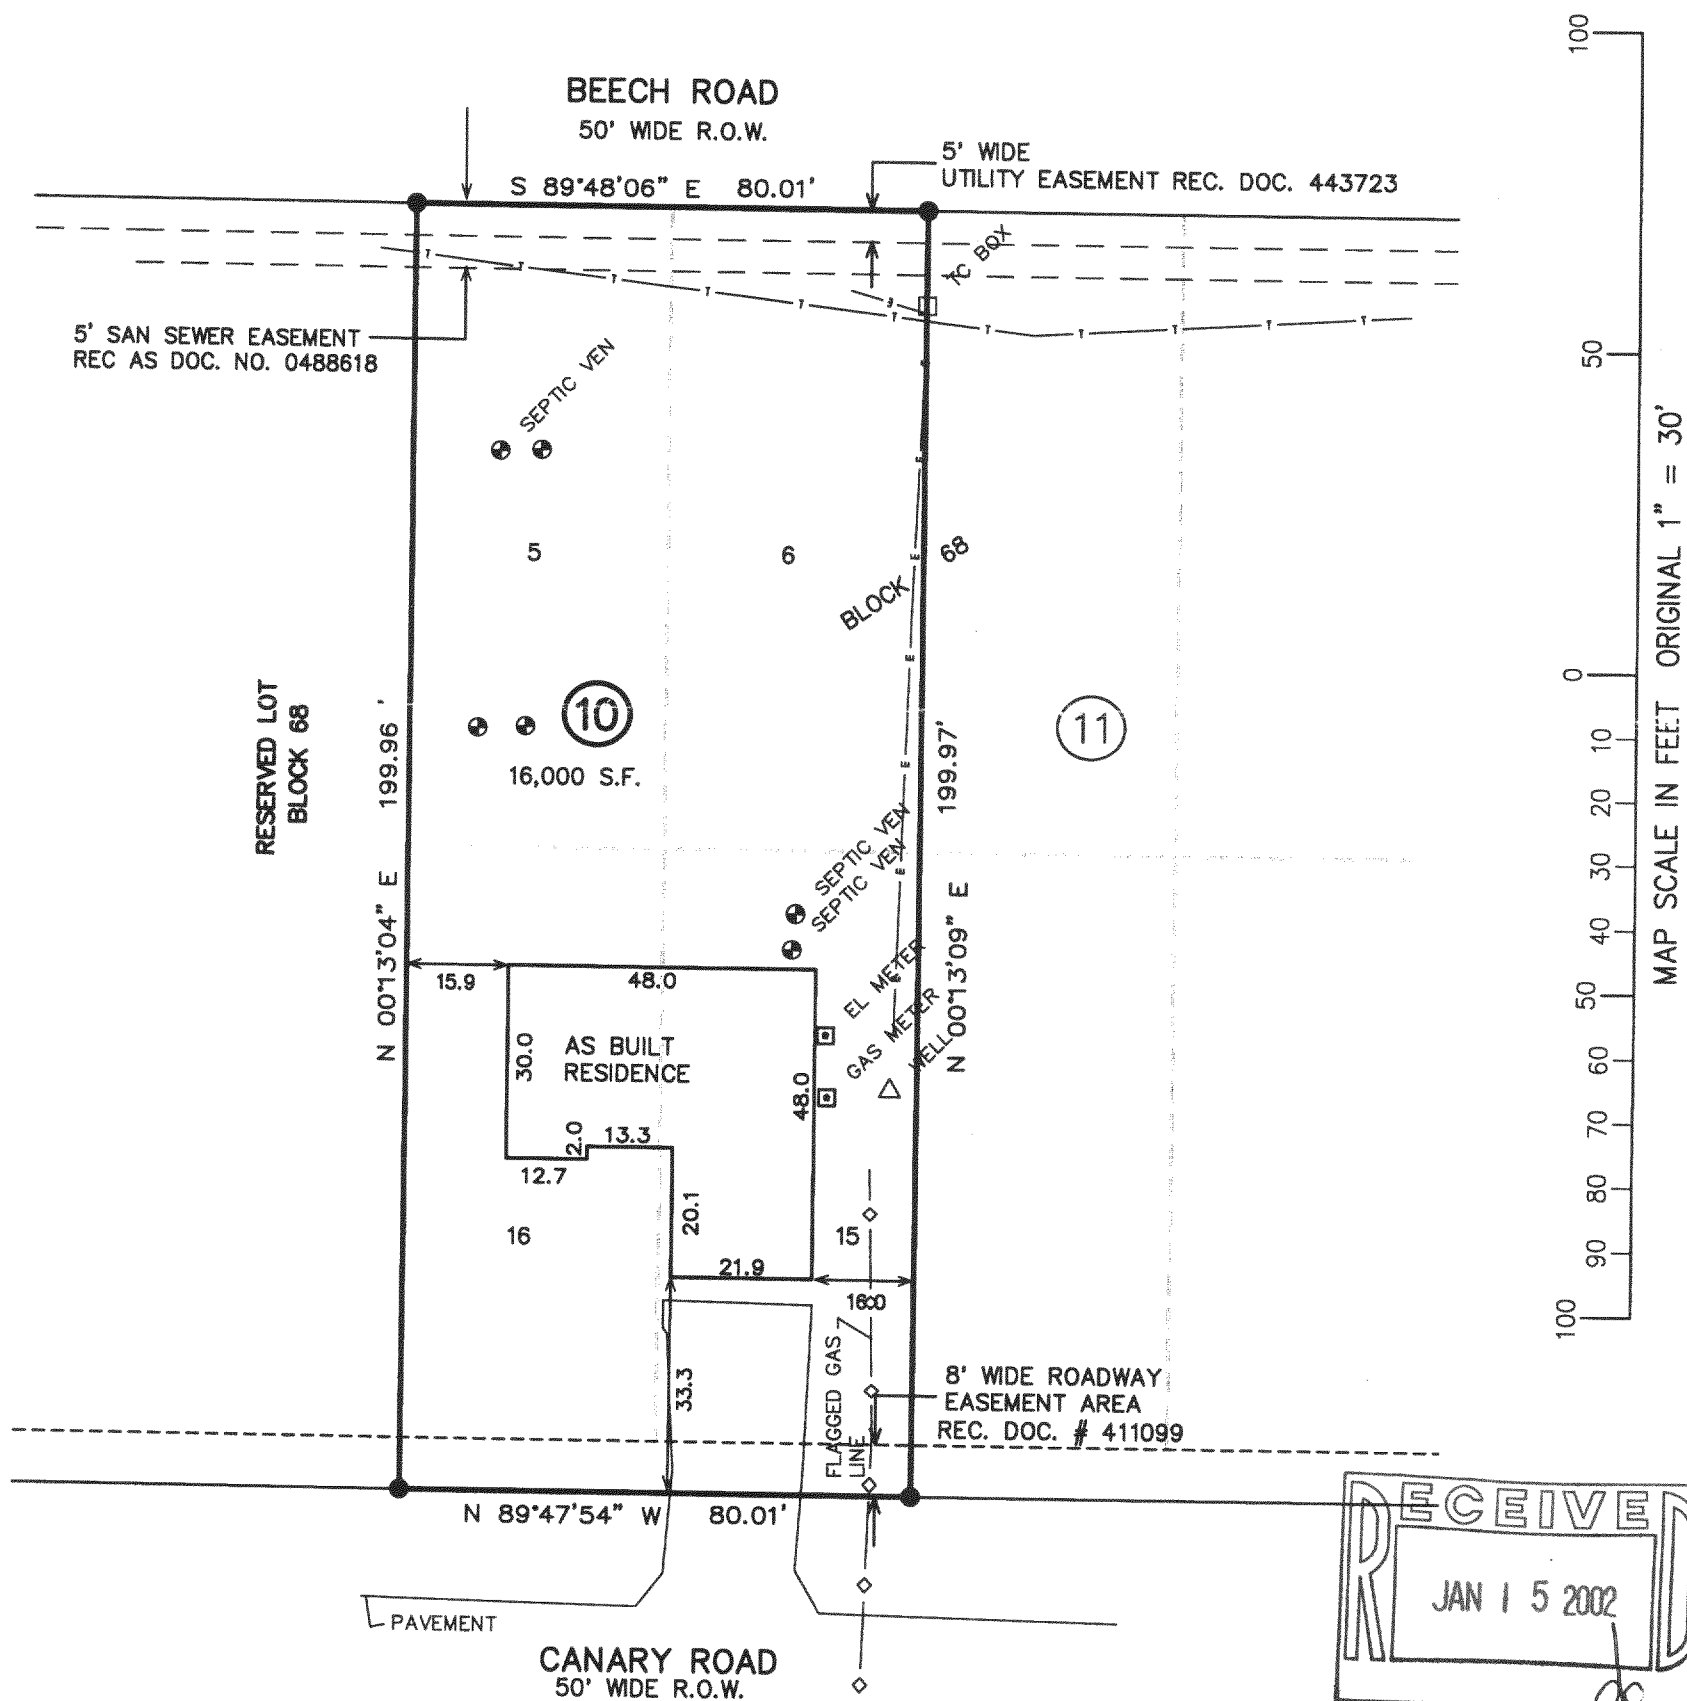 BEECH ROAD
50' WIDE R.O.W.
S 89°48'06" E 80.01'
5' WIDE
UTILITY EASEMENT REC. DOC. 443723
TC BOX
5' SAN SEWER EASEMENT
REC AS DOC. NO. 0488618
SEPTIC VEN
5
6
BLOCK 68
RESERVED LOT
BLOCK 68
10
11
16,000 S.F.
N 00°13'04" E 199.96 '
199.97'
N 00°13'09" E
SEPTIC VEN
SEPTIC VEN
EL METER
GAS METER
WELL
15.9
48.0
30.0
AS BUILT
RESIDENCE
48.0
2.0
13.3
12.7
20.1
16
15
21.9
16.0
33.3
FLAGGED GAS
LINE
8' WIDE ROADWAY
EASEMENT AREA
REC. DOC. # 411099
N 89°47'54" W 80.01'
PAVEMENT
CANARY ROAD
50' WIDE R.O.W.
100
50
0
10
20
30
40
50
60
70
80
90
100
MAP SCALE IN FEET ORIGINAL 1" = 30'
RECEIVED
JAN 15 2002